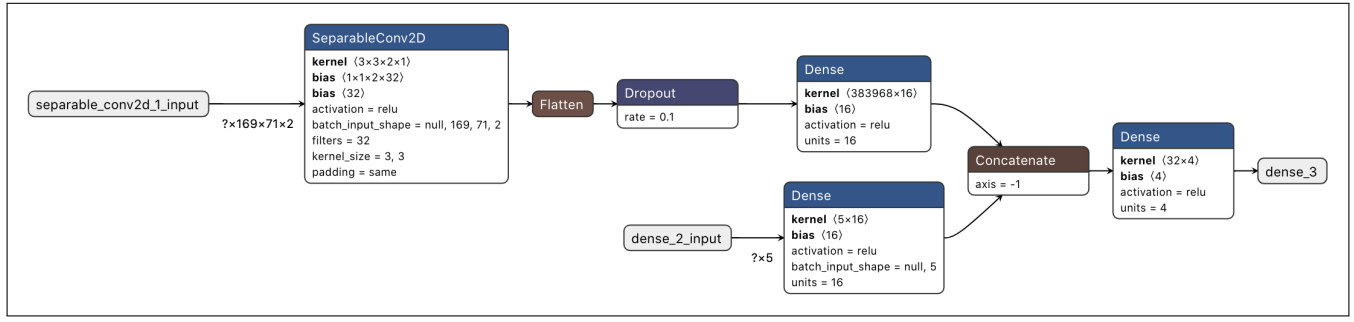 separable_conv2d_1_input
?×169×71×2
SeparableConv2D
kernel ⟨3×3×2×1⟩
bias ⟨1×1×2×32⟩
bias ⟨32⟩
activation = relu
batch_input_shape = null, 169, 71, 2
filters = 32
kernel_size = 3, 3
padding = same
Flatten
Dropout
rate = 0.1
Dense
kernel ⟨383968×16⟩
bias ⟨16⟩
activation = relu
units = 16
dense_2_input
?×5
Dense
kernel ⟨5×16⟩
bias ⟨16⟩
activation = relu
batch_input_shape = null, 5
units = 16
Concatenate
axis = -1
Dense
kernel ⟨32×4⟩
bias ⟨4⟩
activation = relu
units = 4
dense_3